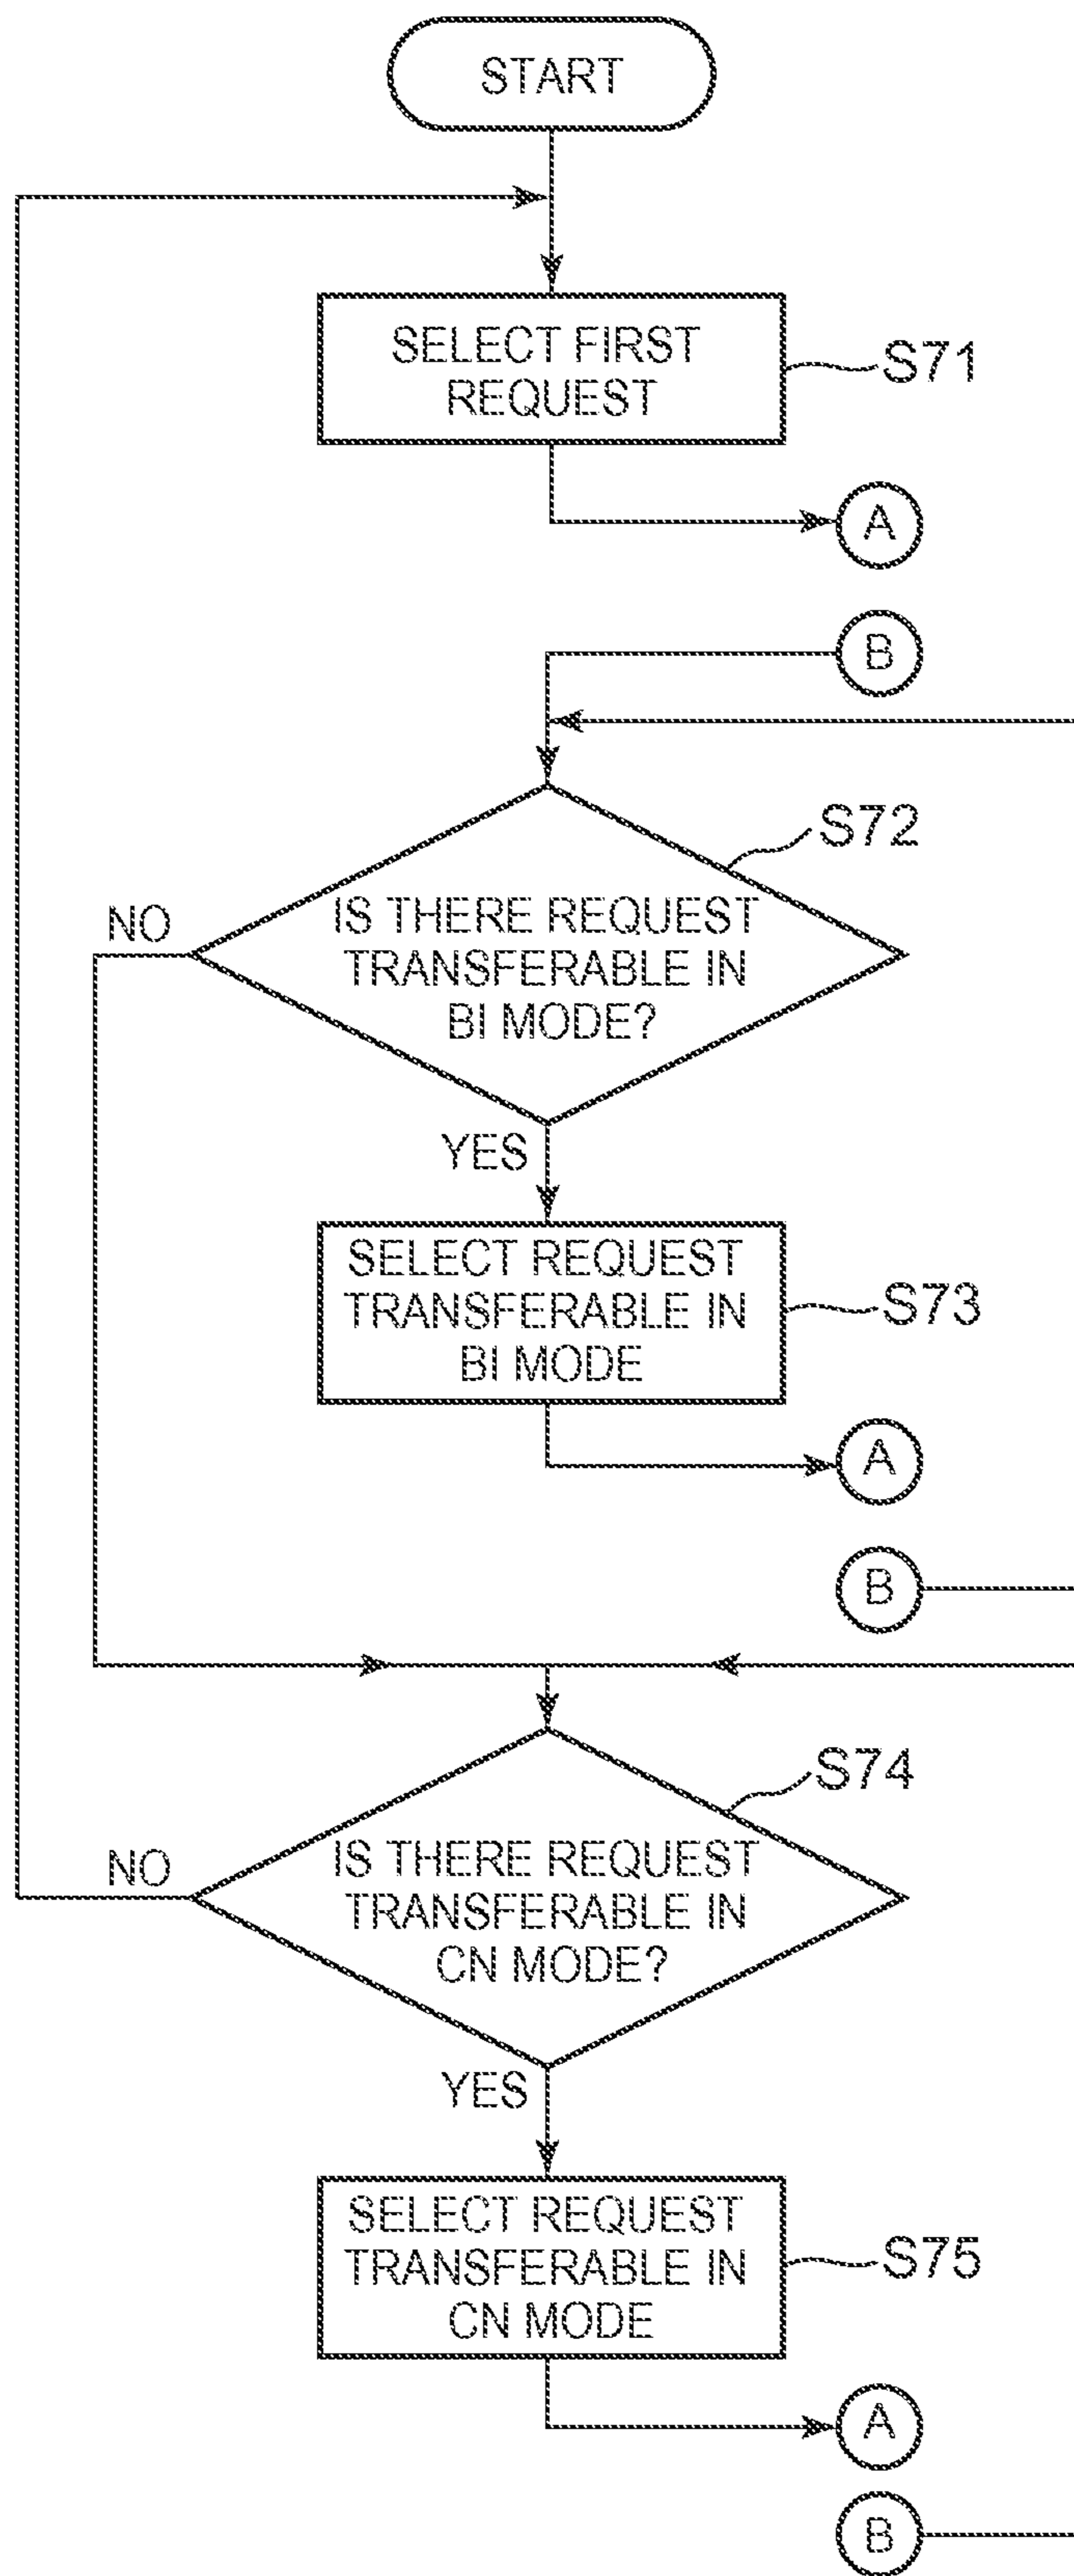 START
SELECT FIRST
REQUEST
S71
A
B
S72
NO
IS THERE REQUEST
TRANSFERABLE IN
BI MODE?
YES
SELECT REQUEST
TRANSFERABLE IN
BI MODE
S73
A
B
S74
NO
IS THERE REQUEST
TRANSFERABLE IN
CN MODE?
YES
SELECT REQUEST
TRANSFERABLE IN
CN MODE
S75
A
B